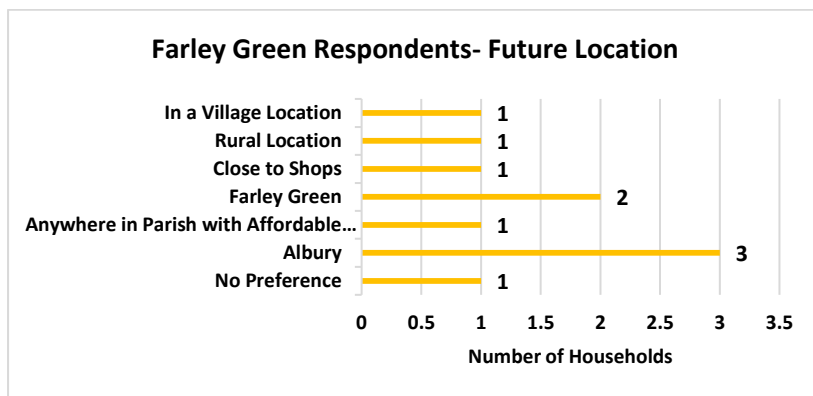 Farley Green Respondents- Future Location
In a Village Location 1
Rural Location 1
Close to Shops 1
Farley Green 2
Anywhere in Parish with Affordable... 1
Albury 3
No Preference 1
0 0.5 1 1.5 2 2.5 3 3.5
Number of Households